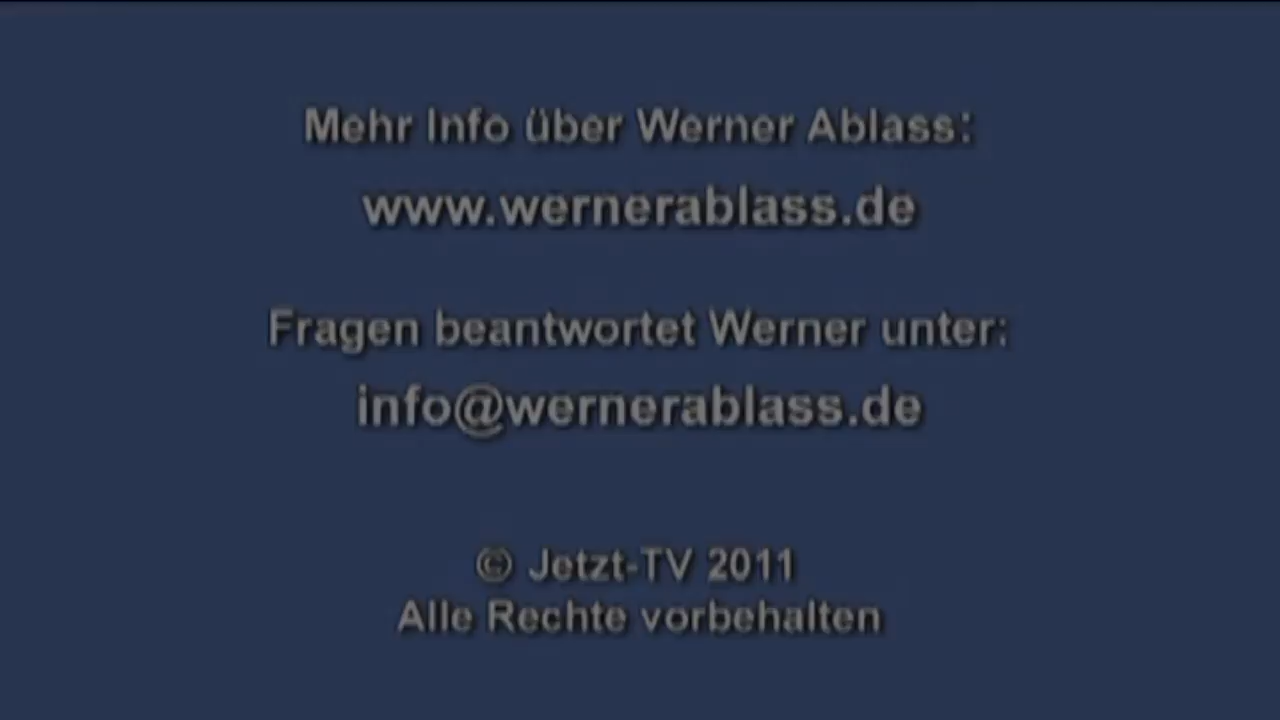 Mehr Info über Werner Ablass:
www.wernerablass.de
Fragen beantwortet Werner unter:
info@wernerablass.de
© Jetzt-TV 2011
Alle Rechte vorbehalten